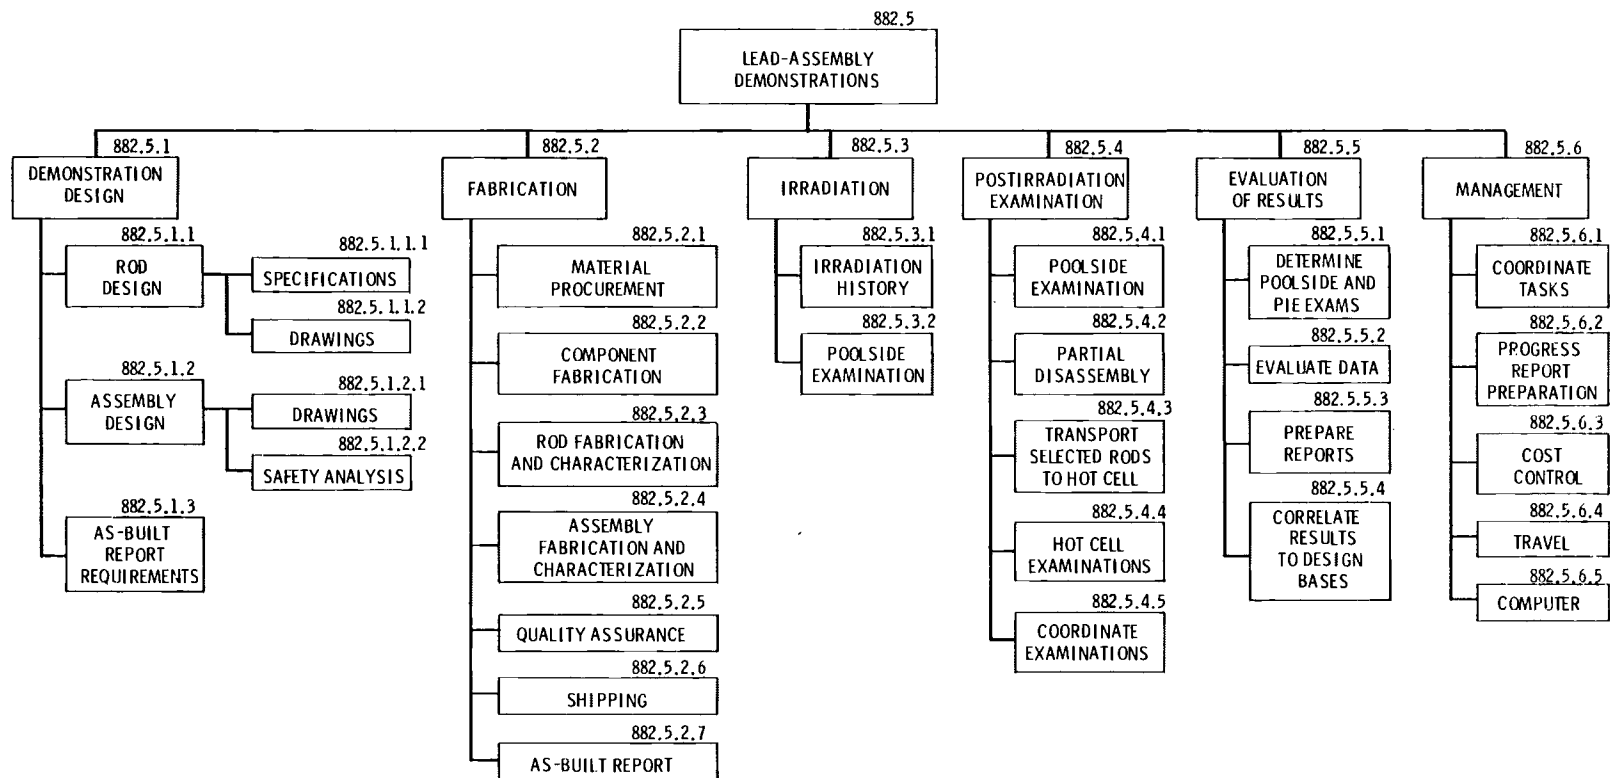 882.5
LEAD-ASSEMBLY
DEMONSTRATIONS
882.5.1
DEMONSTRATION
DESIGN
882.5.1.1
ROD
DESIGN
882.5.1.1.1
SPECIFICATIONS
882.5.1.1.2
DRAWINGS
882.5.1.2
ASSEMBLY
DESIGN
882.5.1.2.1
DRAWINGS
882.5.1.2.2
SAFETY ANALYSIS
882.5.1.3
AS-BUILT
REPORT
REQUIREMENTS
882.5.2
FABRICATION
882.5.2.1
MATERIAL
PROCUREMENT
882.5.2.2
COMPONENT
FABRICATION
882.5.2.3
ROD FABRICATION
AND CHARACTERIZATION
882.5.2.4
ASSEMBLY
FABRICATION AND
CHARACTERIZATION
882.5.2.5
QUALITY ASSURANCE
882.5.2.6
SHIPPING
882.5.2.7
AS-BUILT REPORT
882.5.3
IRRADIATION
882.5.3.1
IRRADIATION
HISTORY
882.5.3.2
POOLSIDE
EXAMINATION
882.5.4
POSTIRRADIATION
EXAMINATION
882.5.4.1
POOLSIDE
EXAMINATION
882.5.4.2
PARTIAL
DISASSEMBLY
882.5.4.3
TRANSPORT
SELECTED RODS
TO HOT CELL
882.5.4.4
HOT CELL
EXAMINATIONS
882.5.4.5
COORDINATE
EXAMINATIONS
882.5.5
EVALUATION
OF RESULTS
882.5.5.1
DETERMINE
POOLSIDE AND
PIE EXAMS
882.5.5.2
EVALUATE DATA
882.5.5.3
PREPARE
REPORTS
882.5.5.4
CORRELATE
RESULTS
TO DESIGN
BASES
882.5.6
MANAGEMENT
882.5.6.1
COORDINATE
TASKS
882.5.6.2
PROGRESS
REPORT
PREPARATION
882.5.6.3
COST
CONTROL
882.5.6.4
TRAVEL
882.5.6.5
COMPUTER